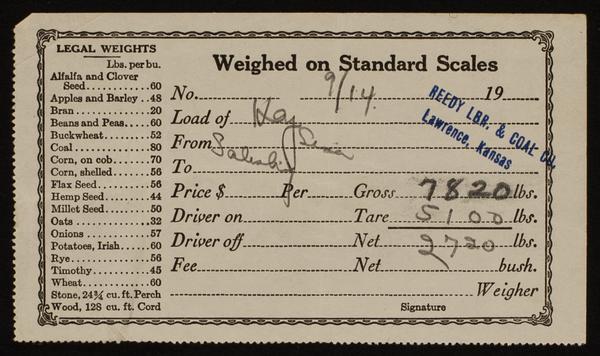 LEGAL WEIGHTS
Lbs. per bu.
Alfalfa and Clover
Seed............60
Apples and Barley..48
Bran...............20
Beans and Peas.....60
Buckwheat..........52
Coal...............80
Corn, on cob.......70
Corn, shelled......56
Flax Seed..........56
Hemp Seed..........44
Millet Seed........50
Oats...............32
Onions.............57
Potatoes, Irish....60
Rye................56
Timothy............45
Wheat..............60
Stone, 24¾ cu. ft. Perch
Wood, 128 cu. ft. Cord
Weighed on Standard Scales
No. 9/14 19
REEDY LBR. & COAL CO.
Lawrence, Kansas
Load of Hay
From
To
Price $ Per Gross 7820 lbs.
Driver on Tare 5100 lbs.
Driver off Net 2720 lbs.
Fee Net bush.
Weigher
Signature